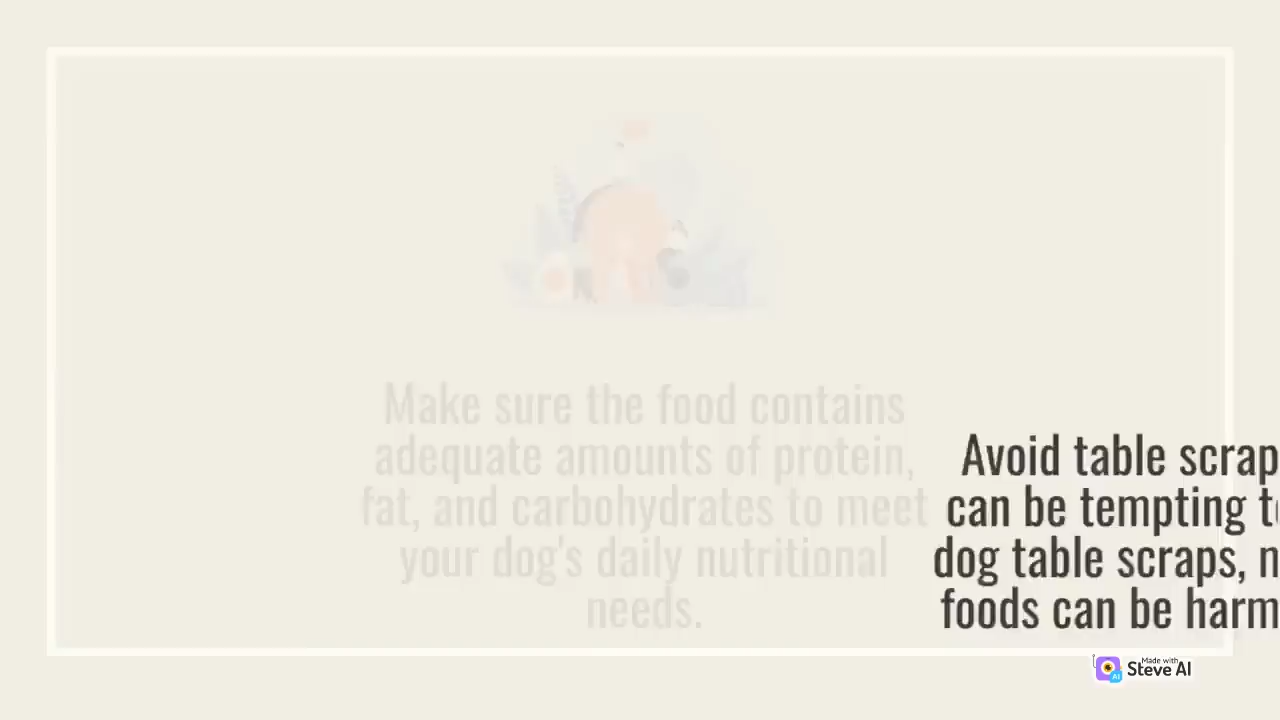 Make sure the food contains
adequate amounts of protein,
fat, and carbohydrates to meet
your dog's daily nutritional
needs.
Avoid table scrap
can be tempting t
dog table scraps, n
foods can be harm
Made with
Steve AI